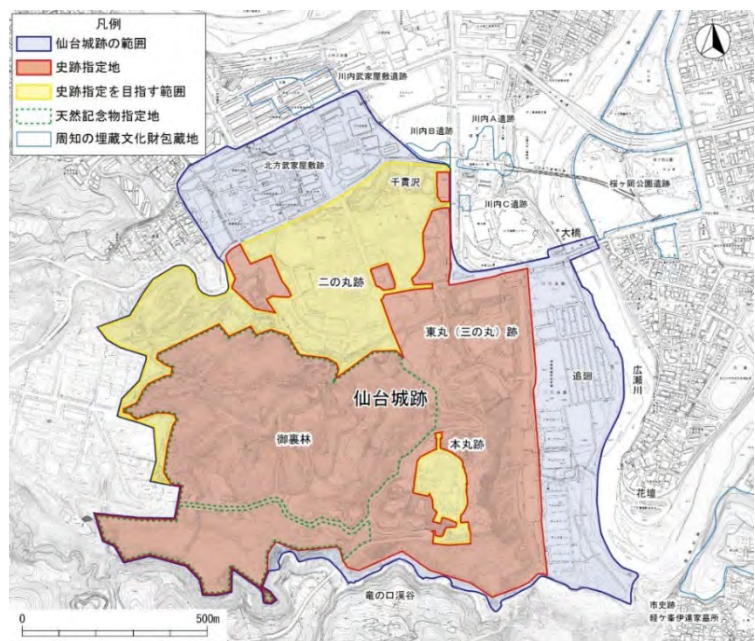 凡例
仙台城跡の範囲
史跡指定地
史跡指定を目指す範囲
天然記念物指定地
周知の埋蔵文化財包蔵地
川内武家屋敷遺跡
川内B遺跡
川内A遺跡
北方武家屋敷跡
千貫沢
桜ヶ岡公園遺跡
川内C遺跡
大橋
二の丸跡
東丸（三の丸）跡
追廻
広瀬川
仙台城跡
御裏林
本丸跡
花壇
竜の口渓谷
市史跡
経ケ峯伊達家墓所
0 500m